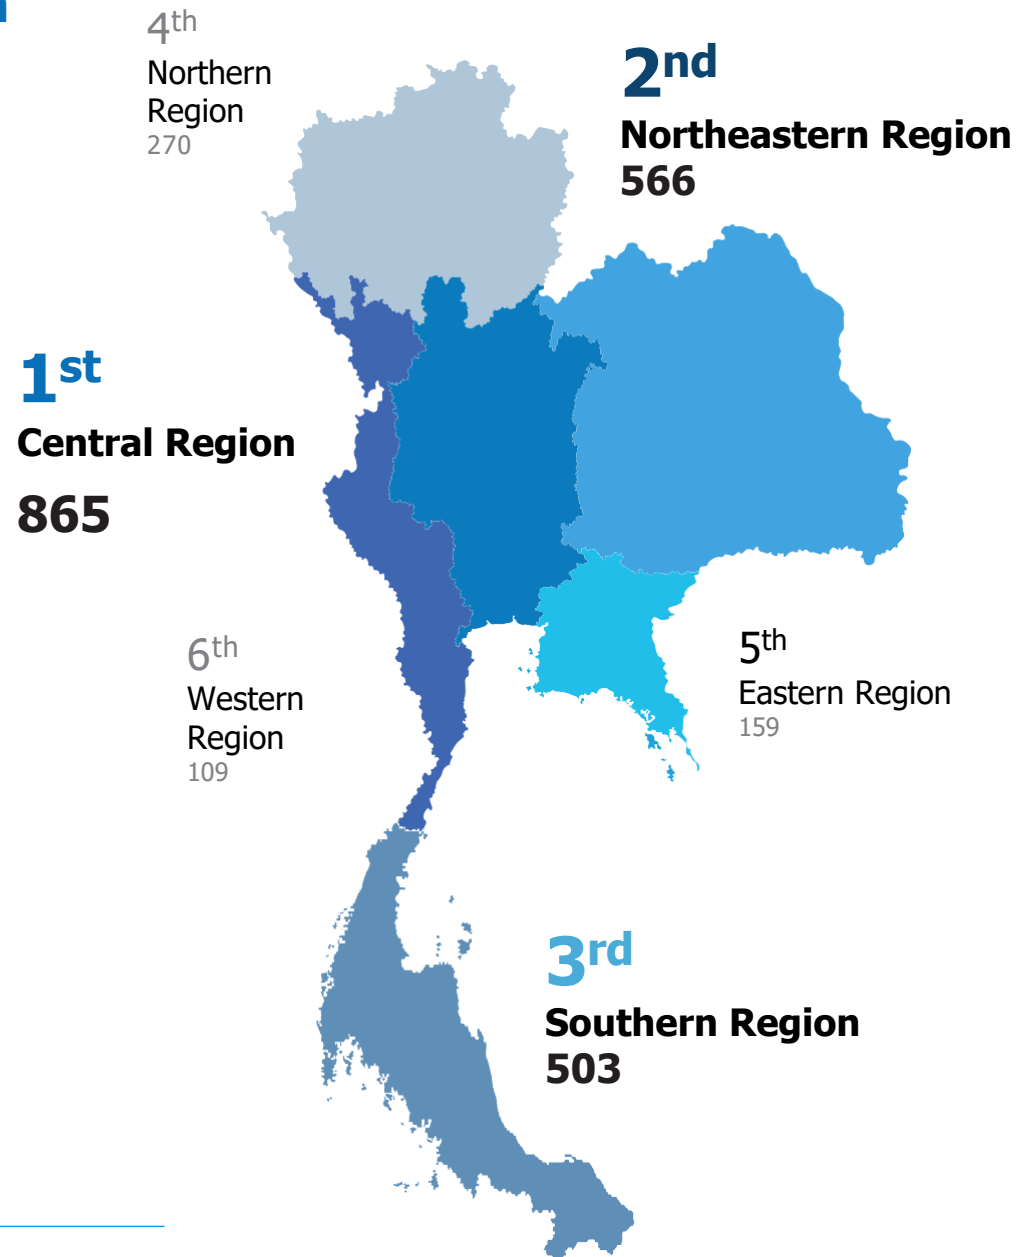 4th
Northern
Region
270
2nd
Northeastern Region
566
1st
Central Region
865
6th
Western
Region
109
5th
Eastern Region
159
3rd
Southern Region
503